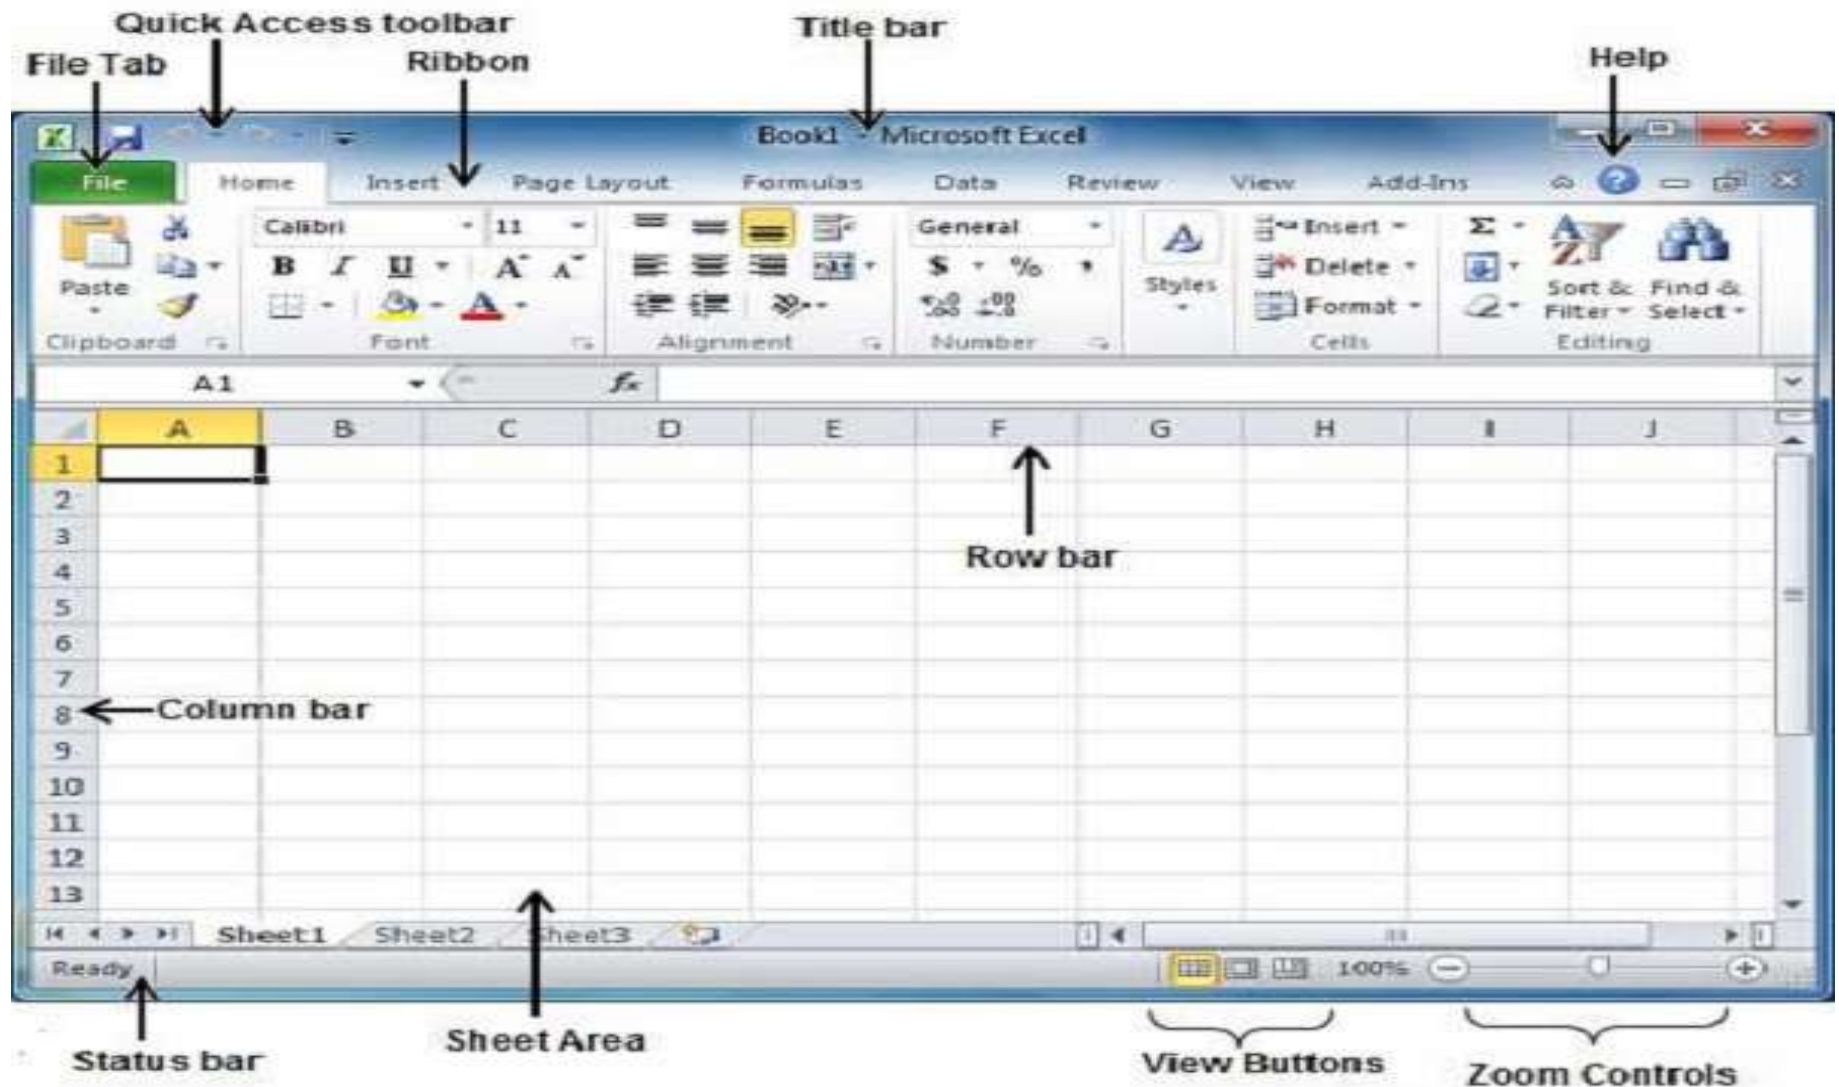 Quick Access toolbar
Title bar
File Tab
Ribbon
Help
Book1 - Microsoft Excel
File Home Insert Page Layout Formulas Data Review View Add-Ins
Calibri 11 General Insert
B I U A A $ % , Styles Delete
Paste Sort & Find &
A Format Filter Select
Clipboard Font Alignment Number Cells Editing
A1 fx
A B C D E F G H I J
1
2
3
Row bar
4
5
6
7
8 Column bar
9
10
11
12
13
Sheet1 Sheet2 Sheet3
Ready 100%
Status bar
Sheet Area
View Buttons
Zoom Controls